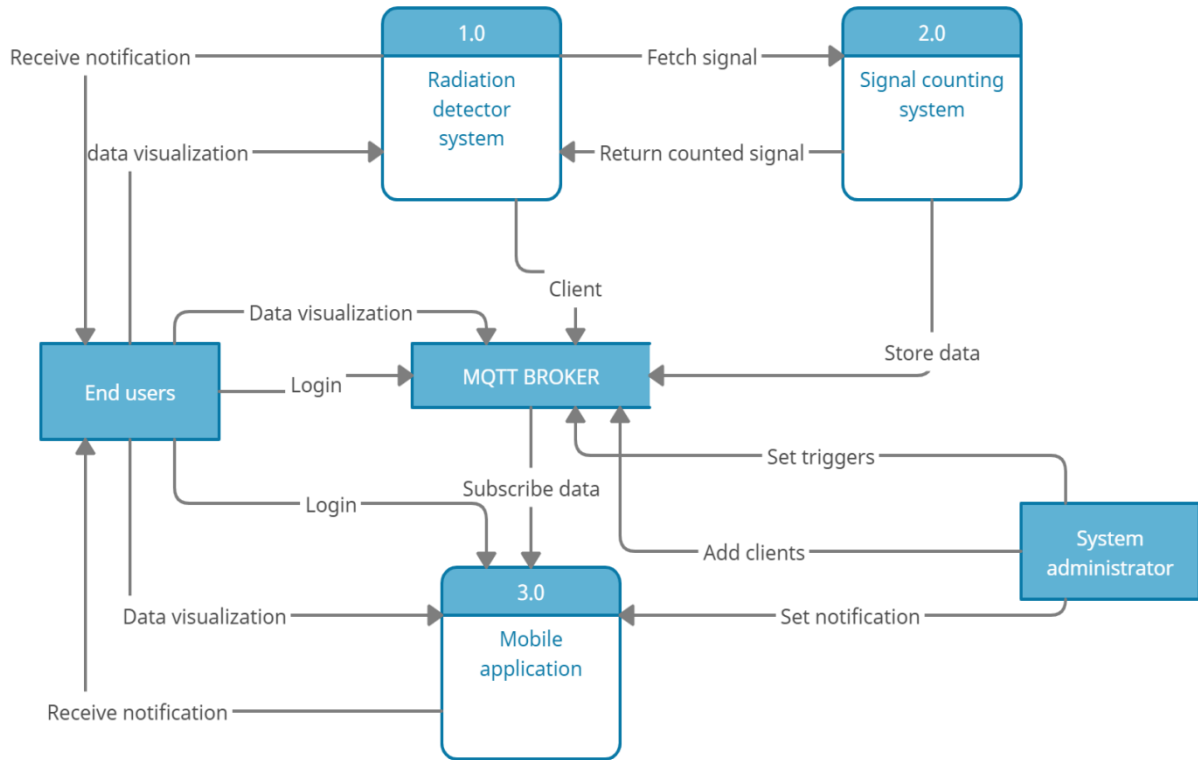 1.0
2.0
Receive notification
Fetch signal
Radiation
detector
system
Signal counting
system
data visualization
Return counted signal
Client
Data visualization
Store data
MQTT BROKER
Login
End users
Set triggers
Subscribe data
Login
Add clients
System
administrator
3.0
Data visualization
Set notification
Mobile
application
Receive notification